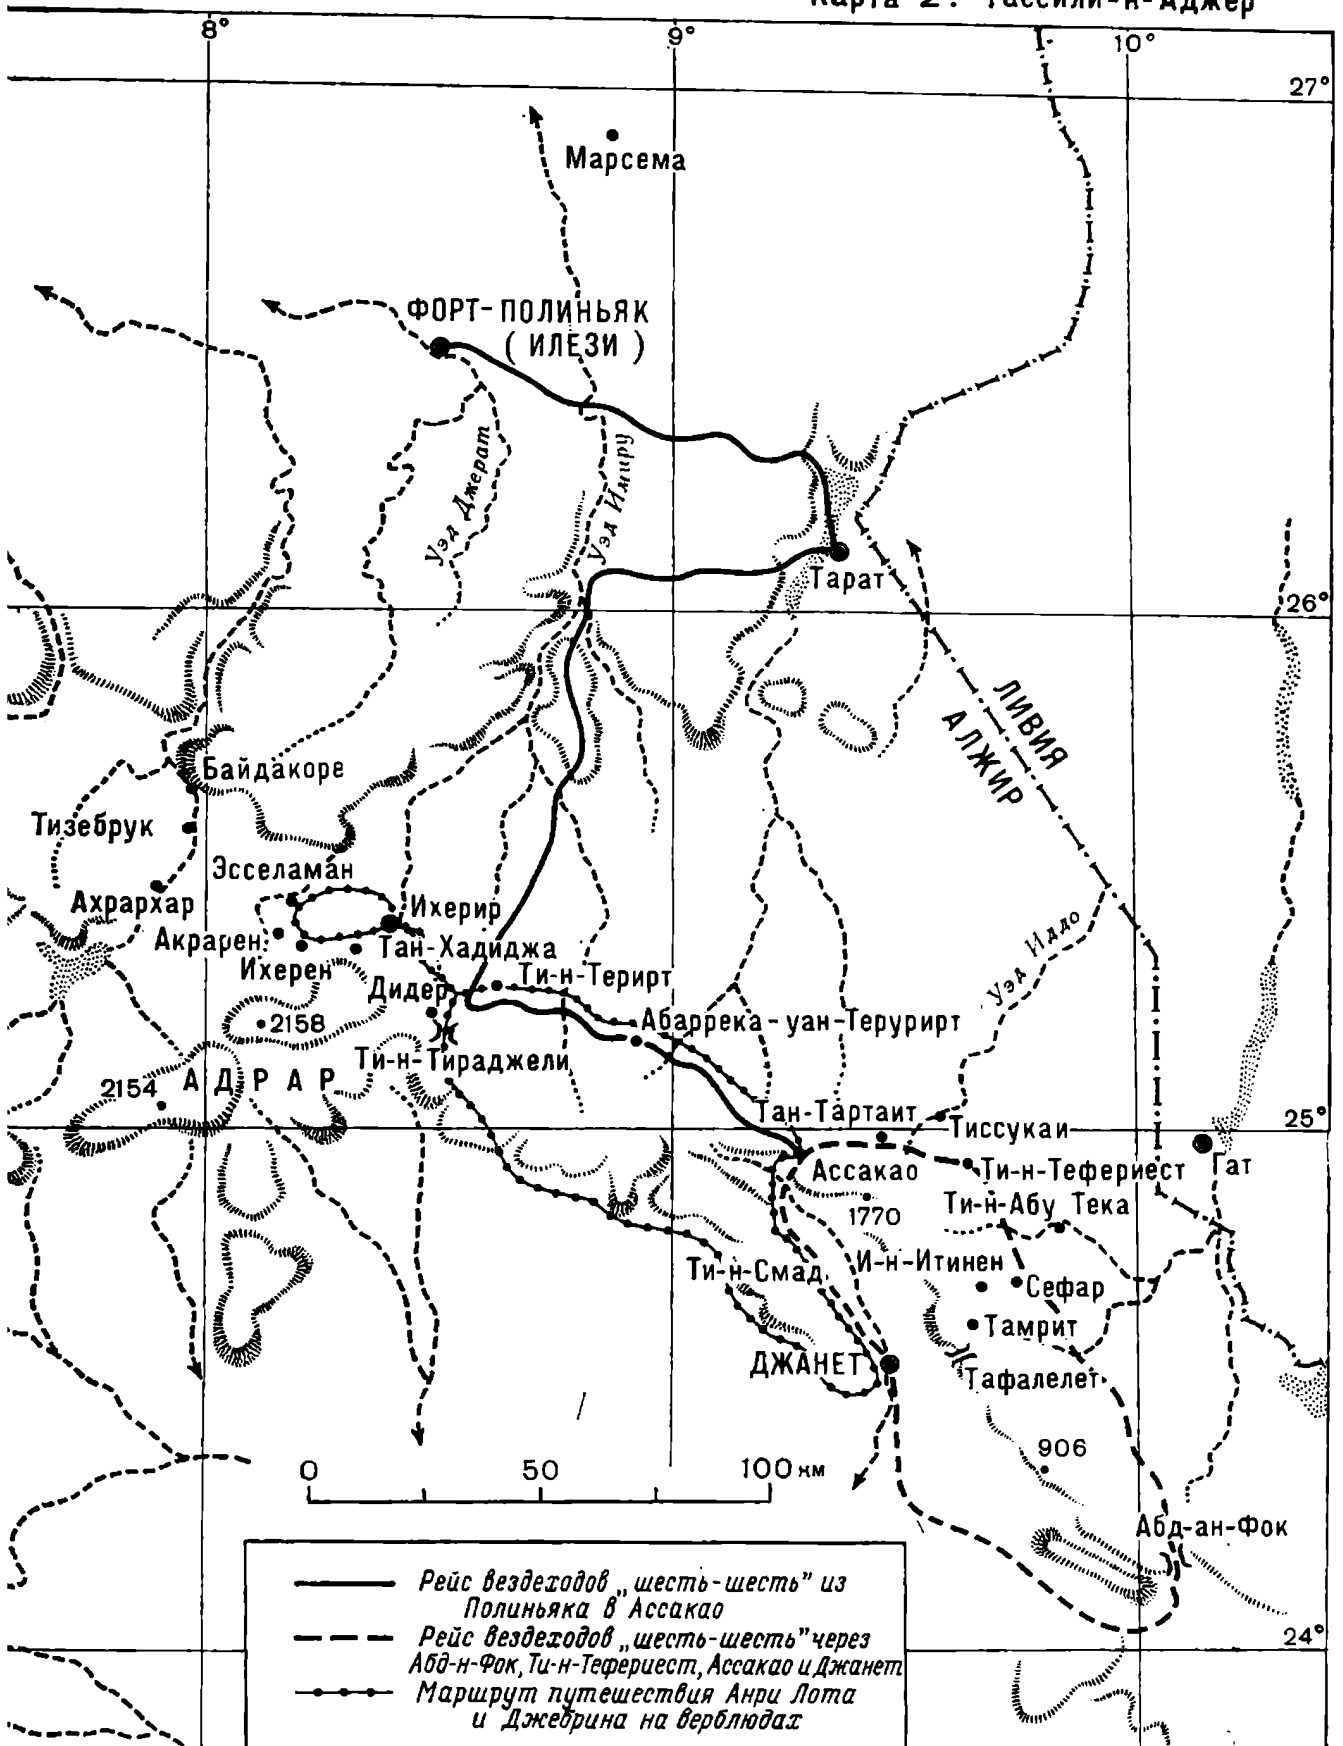 Карта 2. Тассили-н-Аджер
8°
9°
10°
27°
Марсема
ФОРТ-ПОЛИНЬЯК
( ИЛЕЗИ )
Уэд Джерат
Уэд Имиру
Тарат
26°
ЛИВИЯ
АЛЖИР
Байдакоре
Тизебрук
Эсселаман
Ахрархар
Ихерир
Акрарен
Тан-Хадиджа
Ихерен
Уэд Иддо
Дидер
Ти-н-Терирт
2158
Абаррека-уан-Терурирт
Ти-н-Тираджели
2154
АДРАР
Тан-Тартаит
Тиссукаи
25°
Ассакао
Ти-н-Тефериест
Гат
1770
Ти-н-Абу Тека
Ти-н-Смад
И-н-Итинен
Сефар
Тамрит
ДЖАНЕТ
Тафалелет
906
0 50 100 км
Абд-ан-Фок
Рейс вездеходов „шесть-шесть" из
Полиньяка в Ассакао
Рейс вездеходов „шесть-шесть" через
Абд-н-Фок, Ти-н-Тефериест, Ассакао и Джанет
Маршрут путешествия Анри Лота
и Джебрина на верблюдах
24°